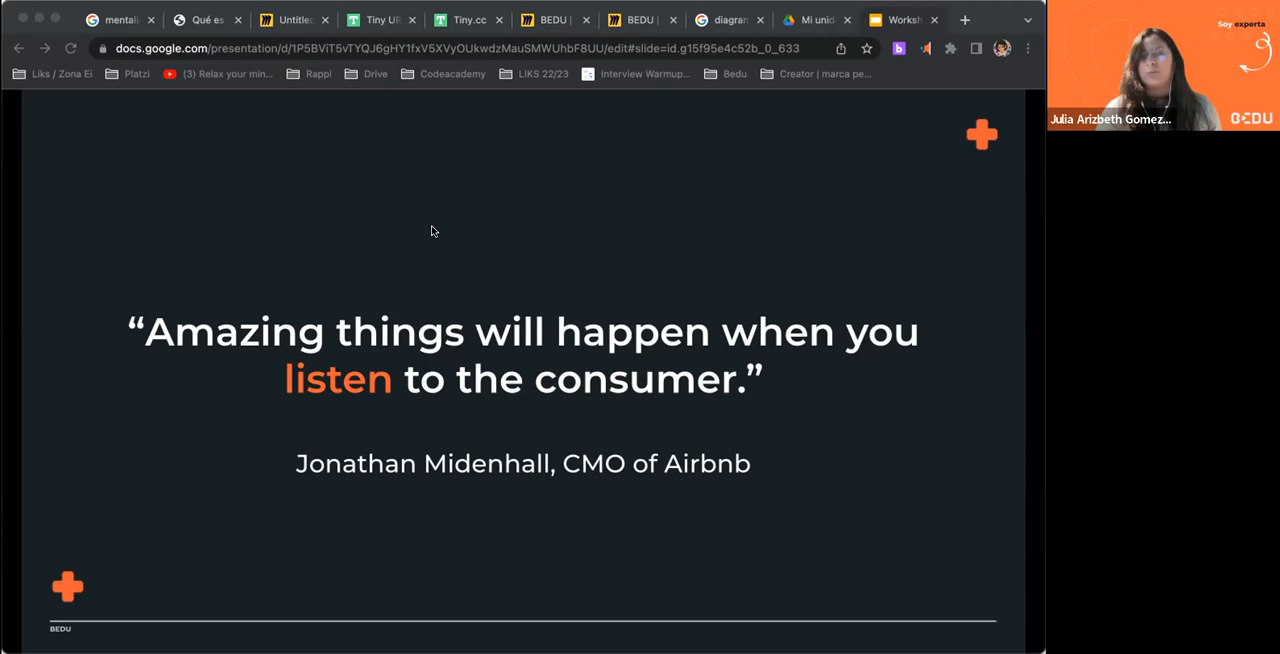 mentali
Qué es
Untitled
Tiny UR
Tiny.cc
BEDU |
BEDU |
diagran
Mi unid
Worksh
docs.google.com/presentation/d/1P5BViT5vTYQJ6gHY1fxV5XVyOUkwdzMauSMWUhbF8UU/edit#slide=id.g15f95e4c52b_0_633
Liks / Zona Ei
Platzi
(3) Relax your min...
Rappi
Drive
Codeacademy
LIKS 22/23
Interview Warmup...
Bedu
Creator | marca pe...
“Amazing things will happen when you
listen to the consumer.”
Jonathan Midenhall, CMO of Airbnb
BEDU
Soy experta
Julia Arizbeth Gomez...
BEDU